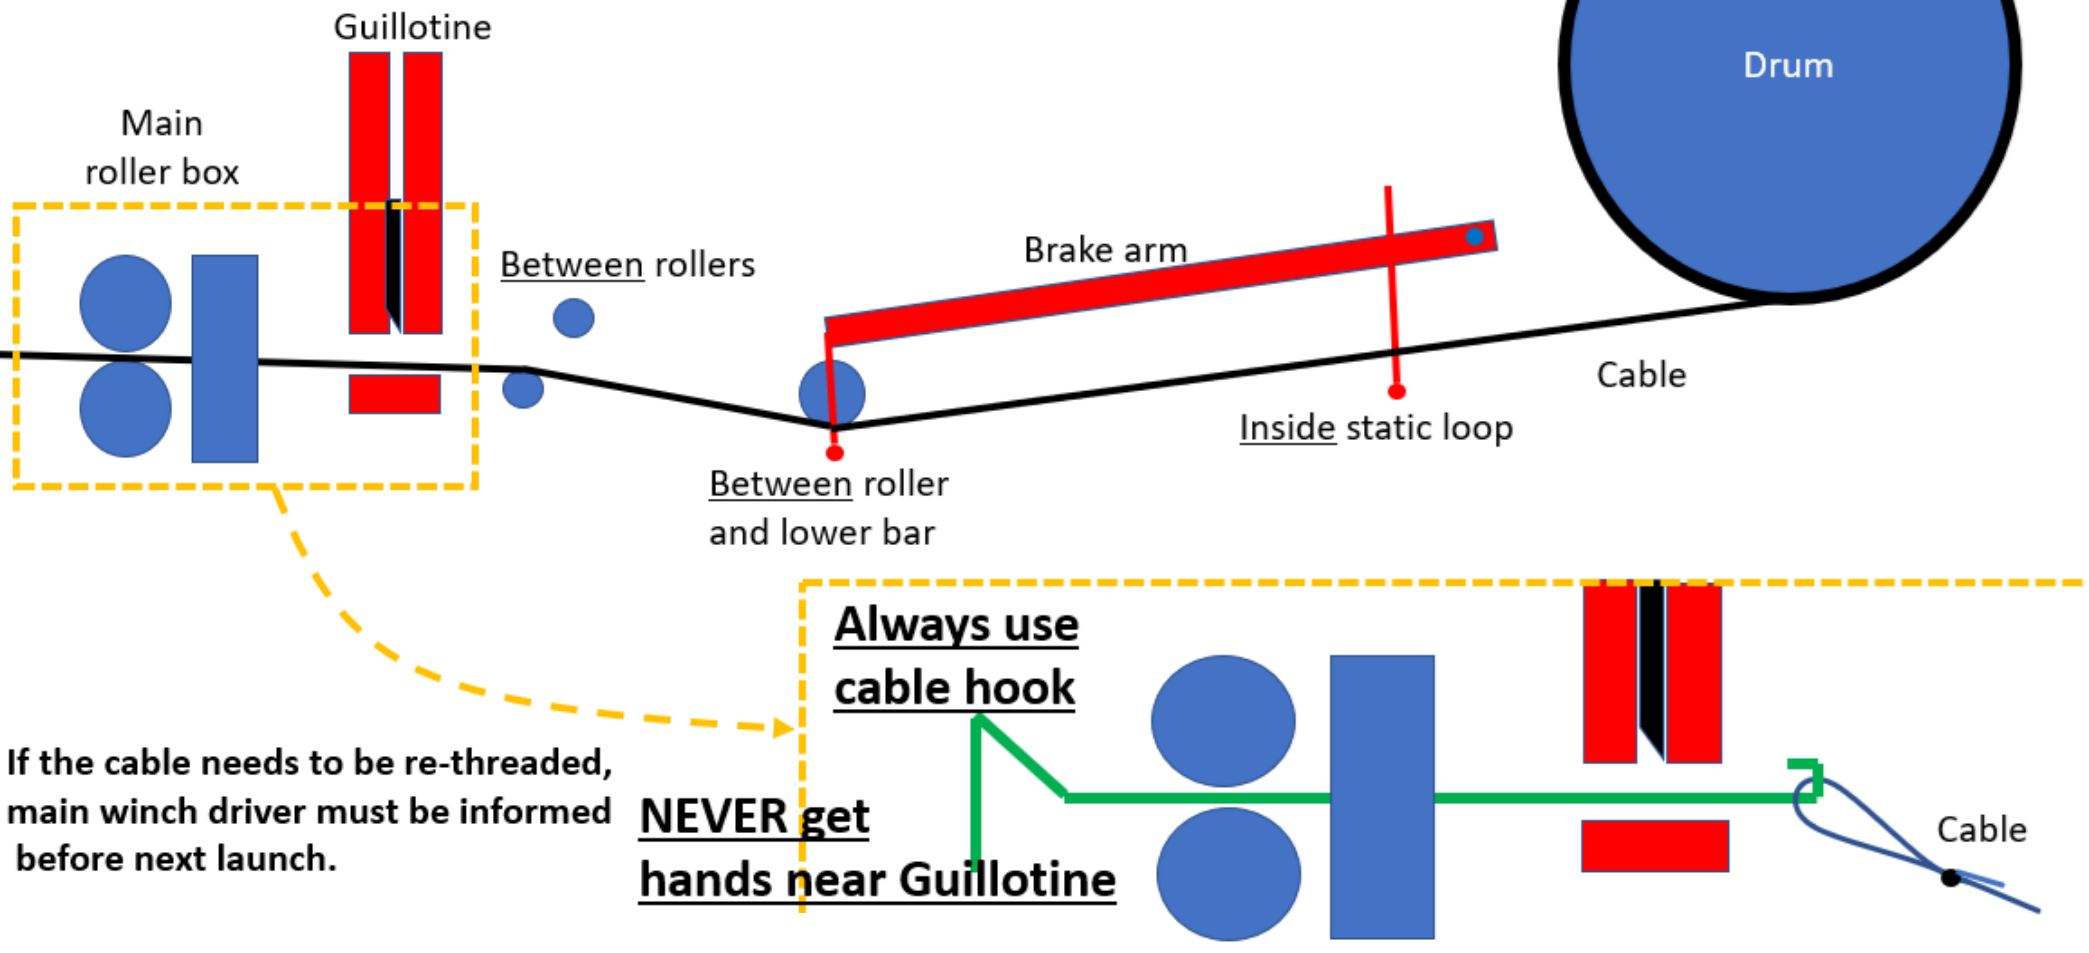 Guillotine
Drum
Main
roller box
Between rollers
Brake arm
Cable
Inside static loop
Between roller
and lower bar
Always use
cable hook
If the cable needs to be re-threaded,
main winch driver must be informed
before next launch.
NEVER get
hands near Guillotine
Cable